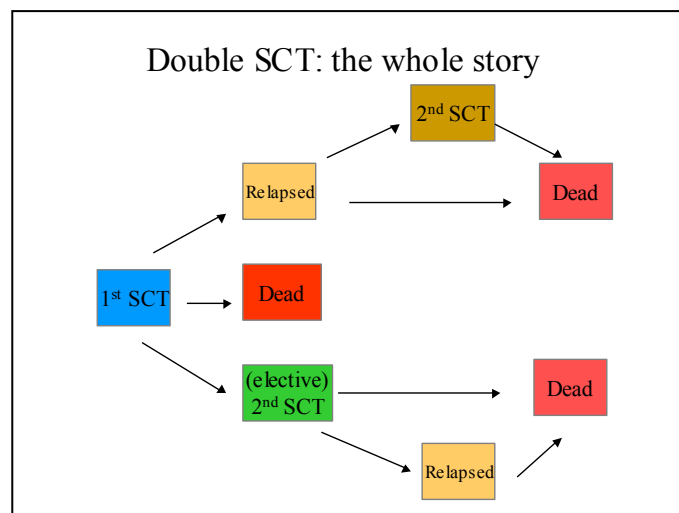 Double SCT: the whole story
2nd SCT
Relapsed
Dead
1st SCT
Dead
(elective)
2nd SCT
Dead
Relapsed